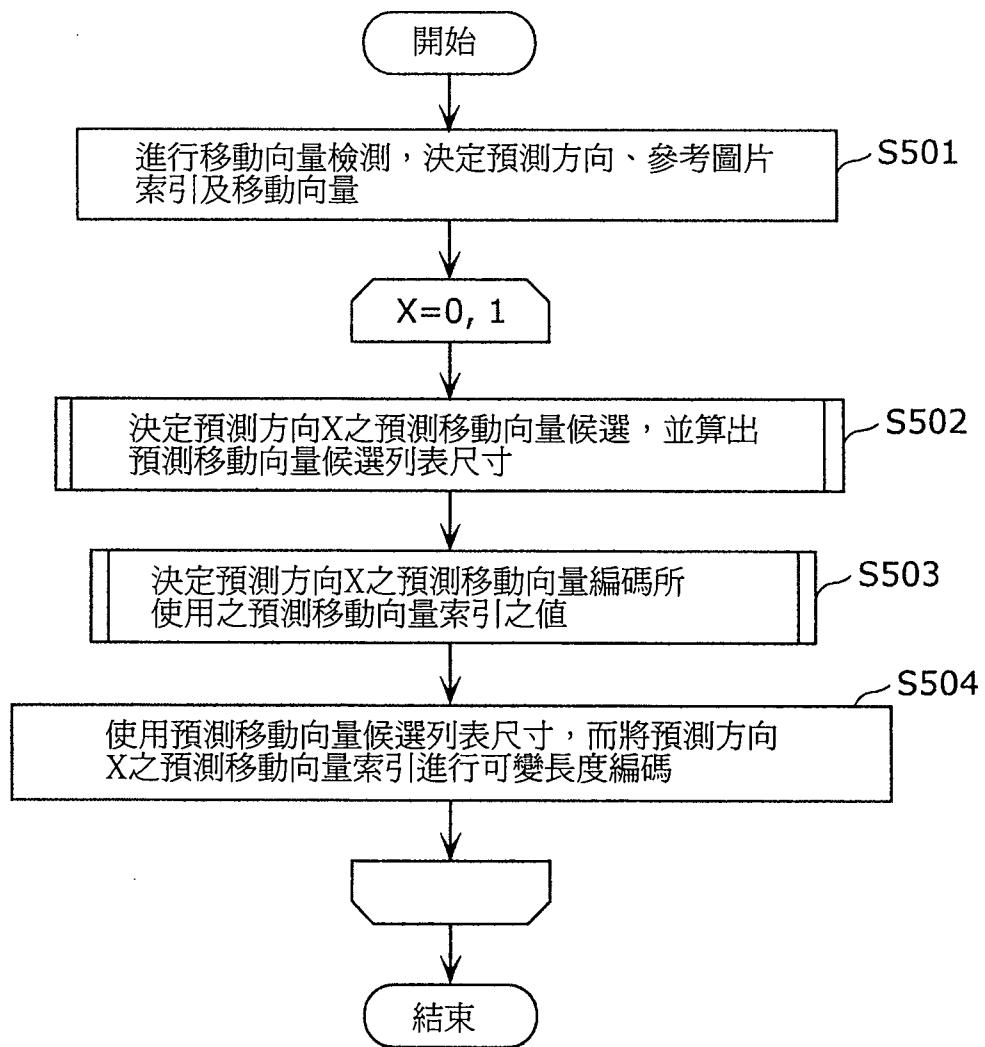 開始
進行移動向量檢測，決定預測方向、參考圖片
索引及移動向量
S501
X=0, 1
決定預測方向X之預測移動向量候選，並算出
預測移動向量候選列表尺寸
S502
決定預測方向X之預測移動向量編碼所
使用之預測移動向量索引之值
S503
S504
使用預測移動向量候選列表尺寸，而將預測方向
X之預測移動向量索引進行可變長度編碼
結束